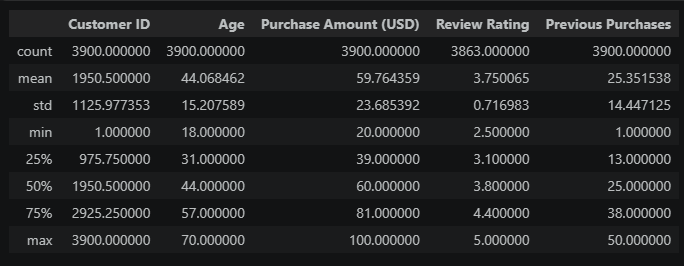 Customer ID Age Purchase Amount (USD) Review Rating Previous Purchases
count 3900.000000 3900.000000 3900.000000 3863.000000 3900.000000
mean 1950.500000 44.068462 59.764359 3.750065 25.351538
std 1125.977353 15.207589 23.685392 0.716983 14.447125
min 1.000000 18.000000 20.000000 2.500000 1.000000
25% 975.750000 31.000000 39.000000 3.100000 13.000000
50% 1950.500000 44.000000 60.000000 3.800000 25.000000
75% 2925.250000 57.000000 81.000000 4.400000 38.000000
max 3900.000000 70.000000 100.000000 5.000000 50.000000